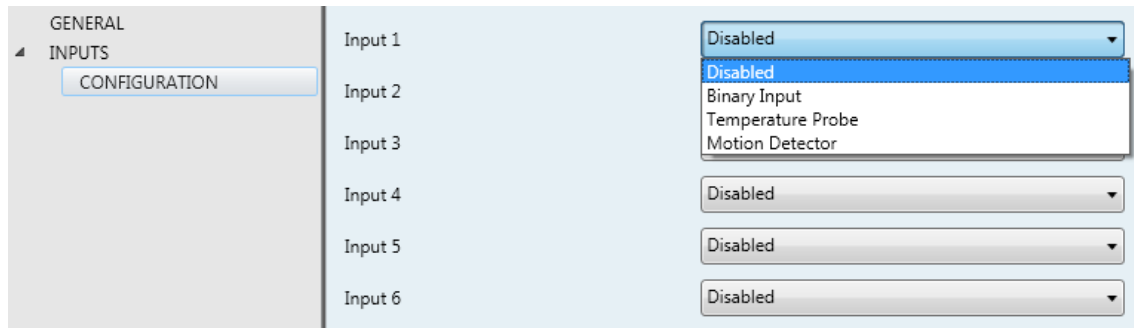 GENERAL
INPUTS
CONFIGURATION
Input 1 Disabled
Disabled
Binary Input
Input 2
Temperature Probe
Motion Detector
Input 3
Input 4 Disabled
Input 5 Disabled
Input 6 Disabled